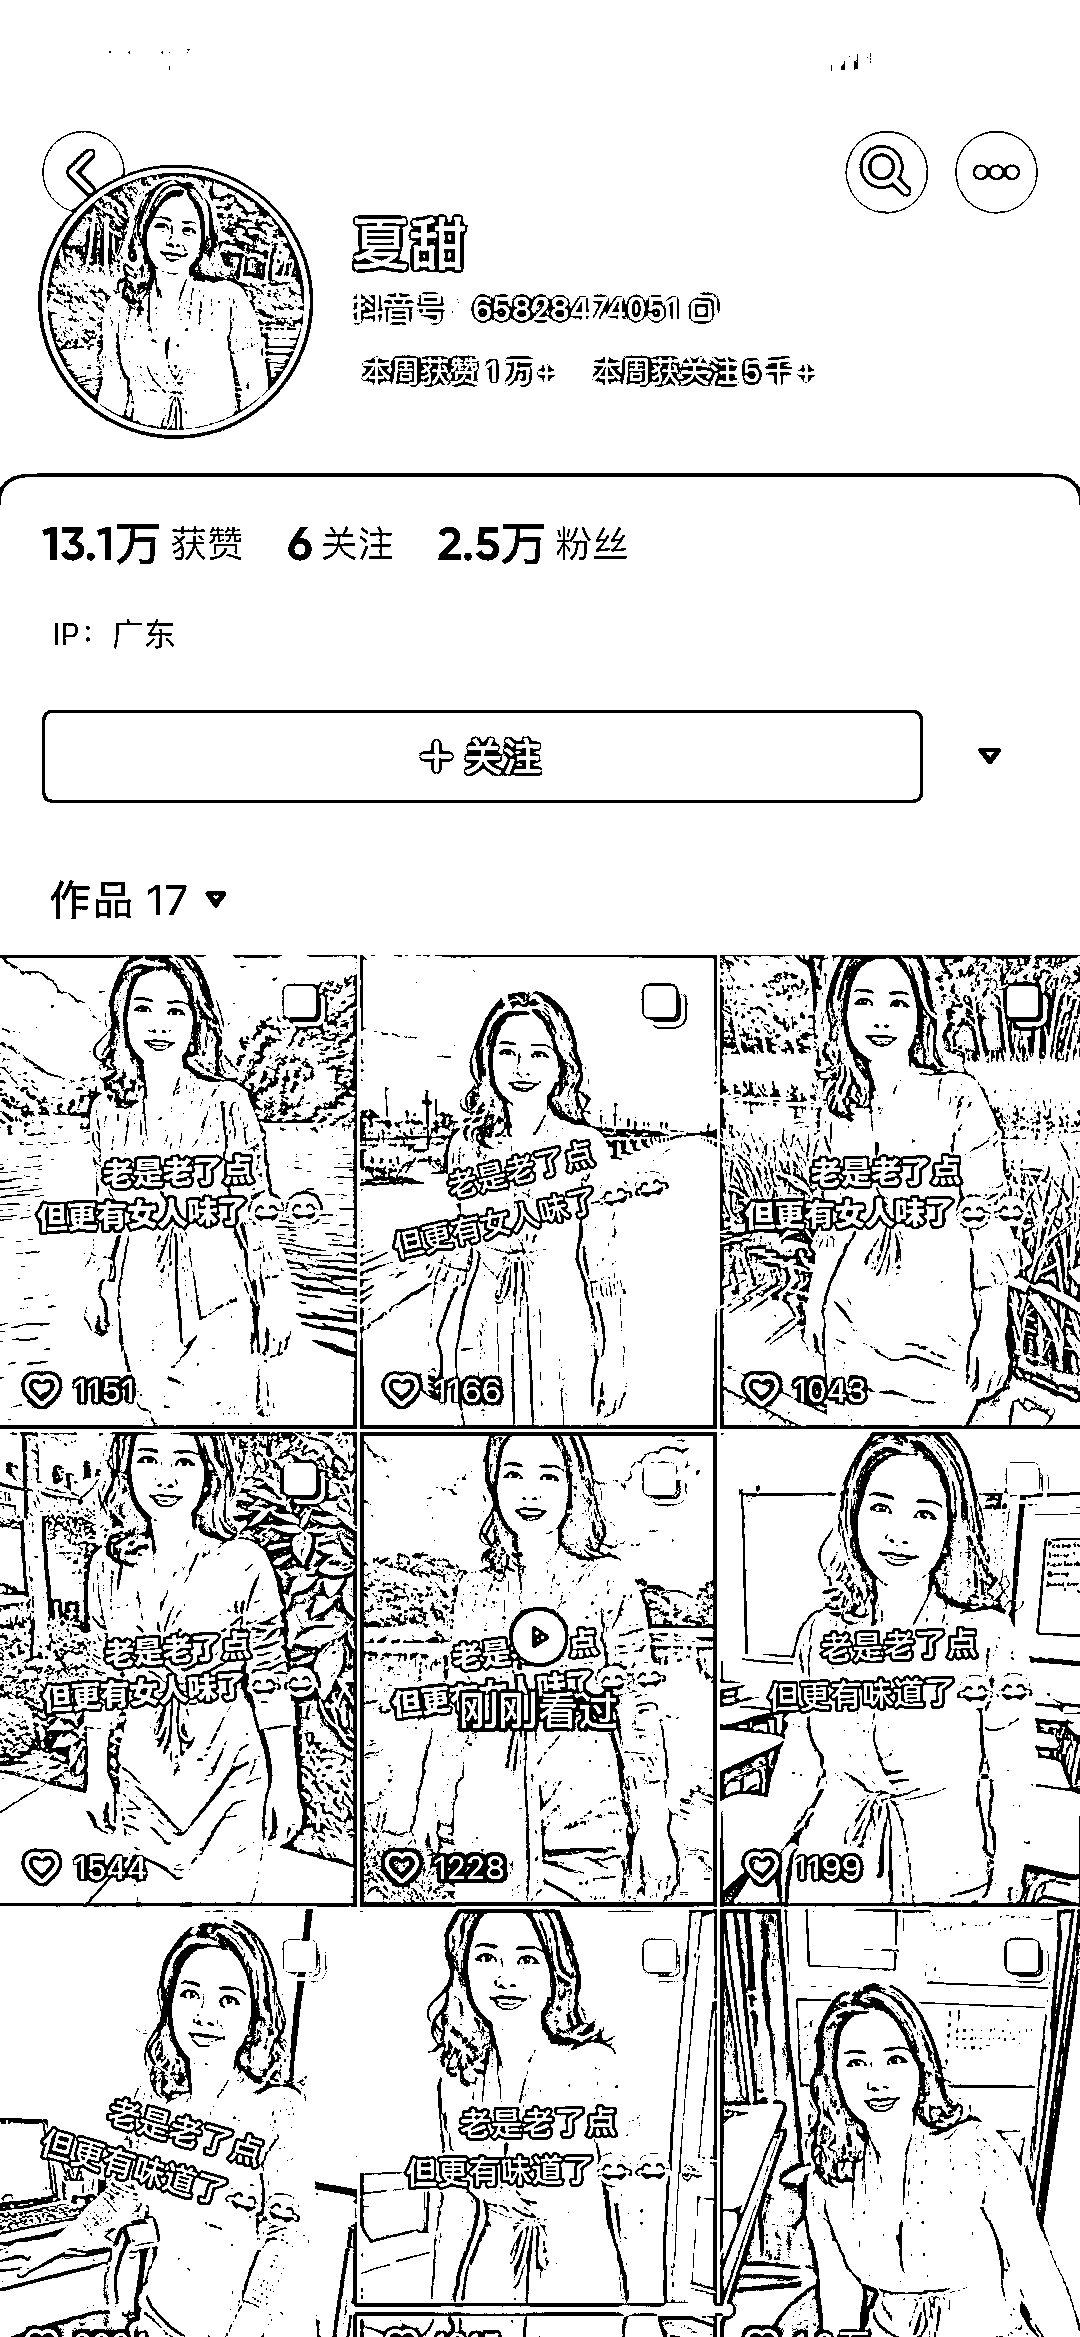 夏甜
抖音号 65828474051
本周获赞1万+ 本周获关注5千+
13.1万 获赞 6 关注 2.5万 粉丝
IP：广东
+ 关注
作品 17
老是老了点
但更有女人味了
1151
老是老了点
但更有女人味了
1166
老是老了点
但更有女人味了
1043
老是老了点
但更有女人味了
1544
老是 点
但更有女人味了
刚刚看过
1228
老是老了点
但更有味道了
1199
老是老了点
但更有味道了
老是老了点
但更有味道了